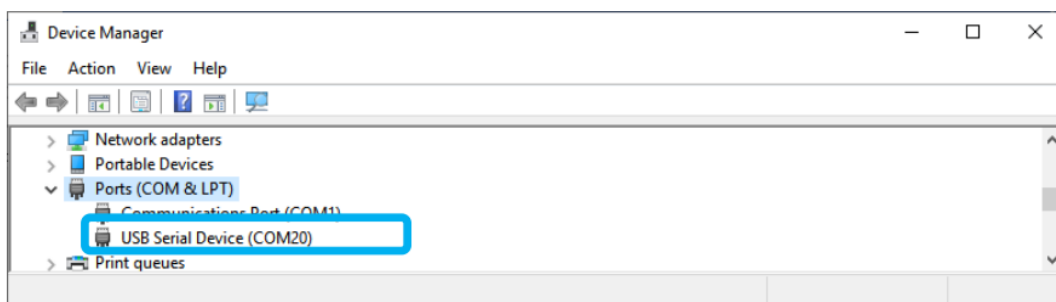 Device Manager
File Action View Help
Network adapters
Portable Devices
Ports (COM & LPT)
Communications Port (COM1)
USB Serial Device (COM20)
Print queues